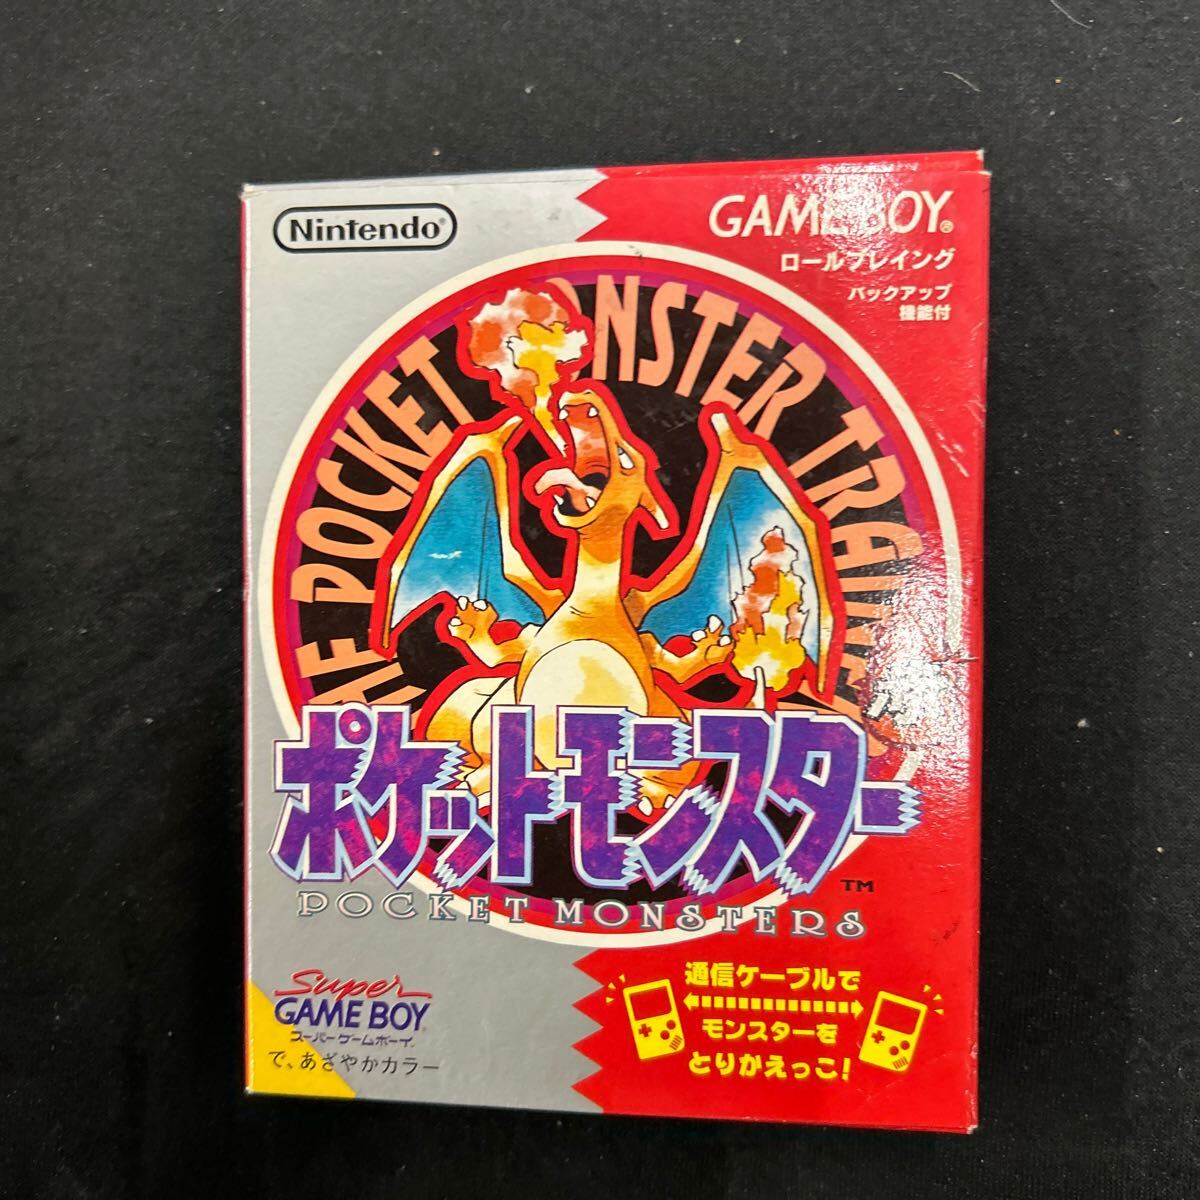 Nintendo®
GAME BOY®
ロールプレイング
バックアップ
機能付
THE POCKET MONSTER TRAINER
ポケットモンスター
TM
POCKET MONSTERS
Super
GAME BOY
スーパーゲームボーイ
で、あざやかカラー
通信ケーブルで
モンスターを
とりかえっこ!